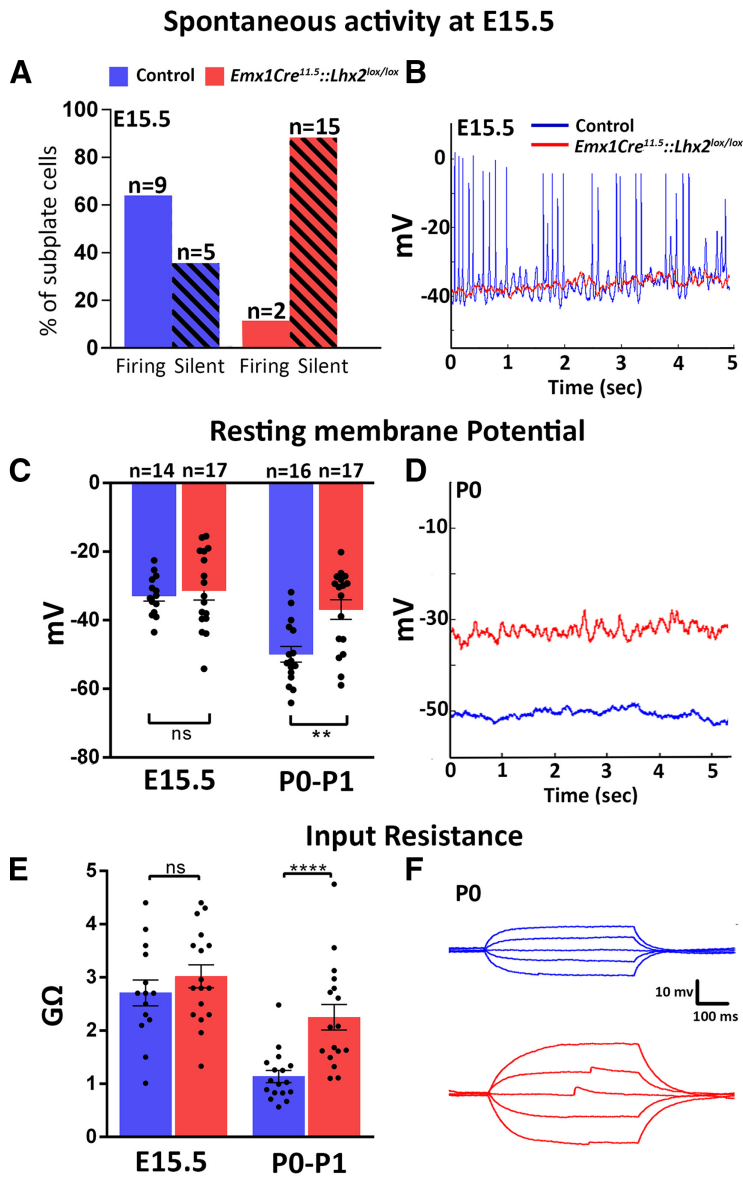 Spontaneous activity at E15.5
A
Control
Emx1Cre11.5::Lhx2lox/lox
E15.5
% of subplate cells
100
80
60
40
20
0
n=9
n=5
n=2
n=15
Firing Silent
Firing Silent
B
E15.5
Control
Emx1Cre11.5::Lhx2lox/lox
mV
0
-20
-40
0 1 2 3 4 5
Time (sec)
Resting membrane Potential
C
n=14 n=17 n=16 n=17
mV
0
-20
-40
-60
-80
ns
**
E15.5 P0-P1
D
P0
mV
-10
-30
-50
0 1 2 3 4 5
Time (sec)
Input Resistance
E
GΩ
5
4
3
2
1
0
ns
****
E15.5 P0-P1
F
P0
10 mv
100 ms